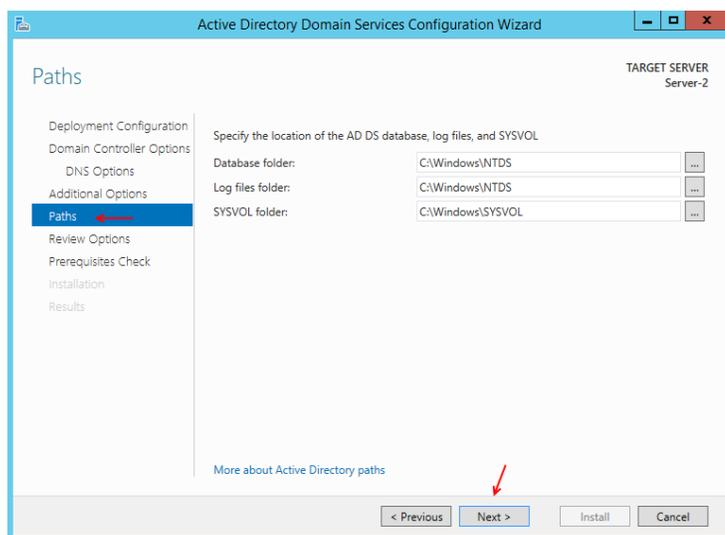 Active Directory Domain Services Configuration Wizard
Paths
TARGET SERVER
Server-2
Deployment Configuration
Domain Controller Options
DNS Options
Additional Options
Paths
Review Options
Prerequisites Check
Installation
Results
Specify the location of the AD DS database, log files, and SYSVOL
Database folder: C:\Windows\NTDS ...
Log files folder: C:\Windows\NTDS ...
SYSVOL folder: C:\Windows\SYSVOL ...
More about Active Directory paths
< Previous Next > Install Cancel